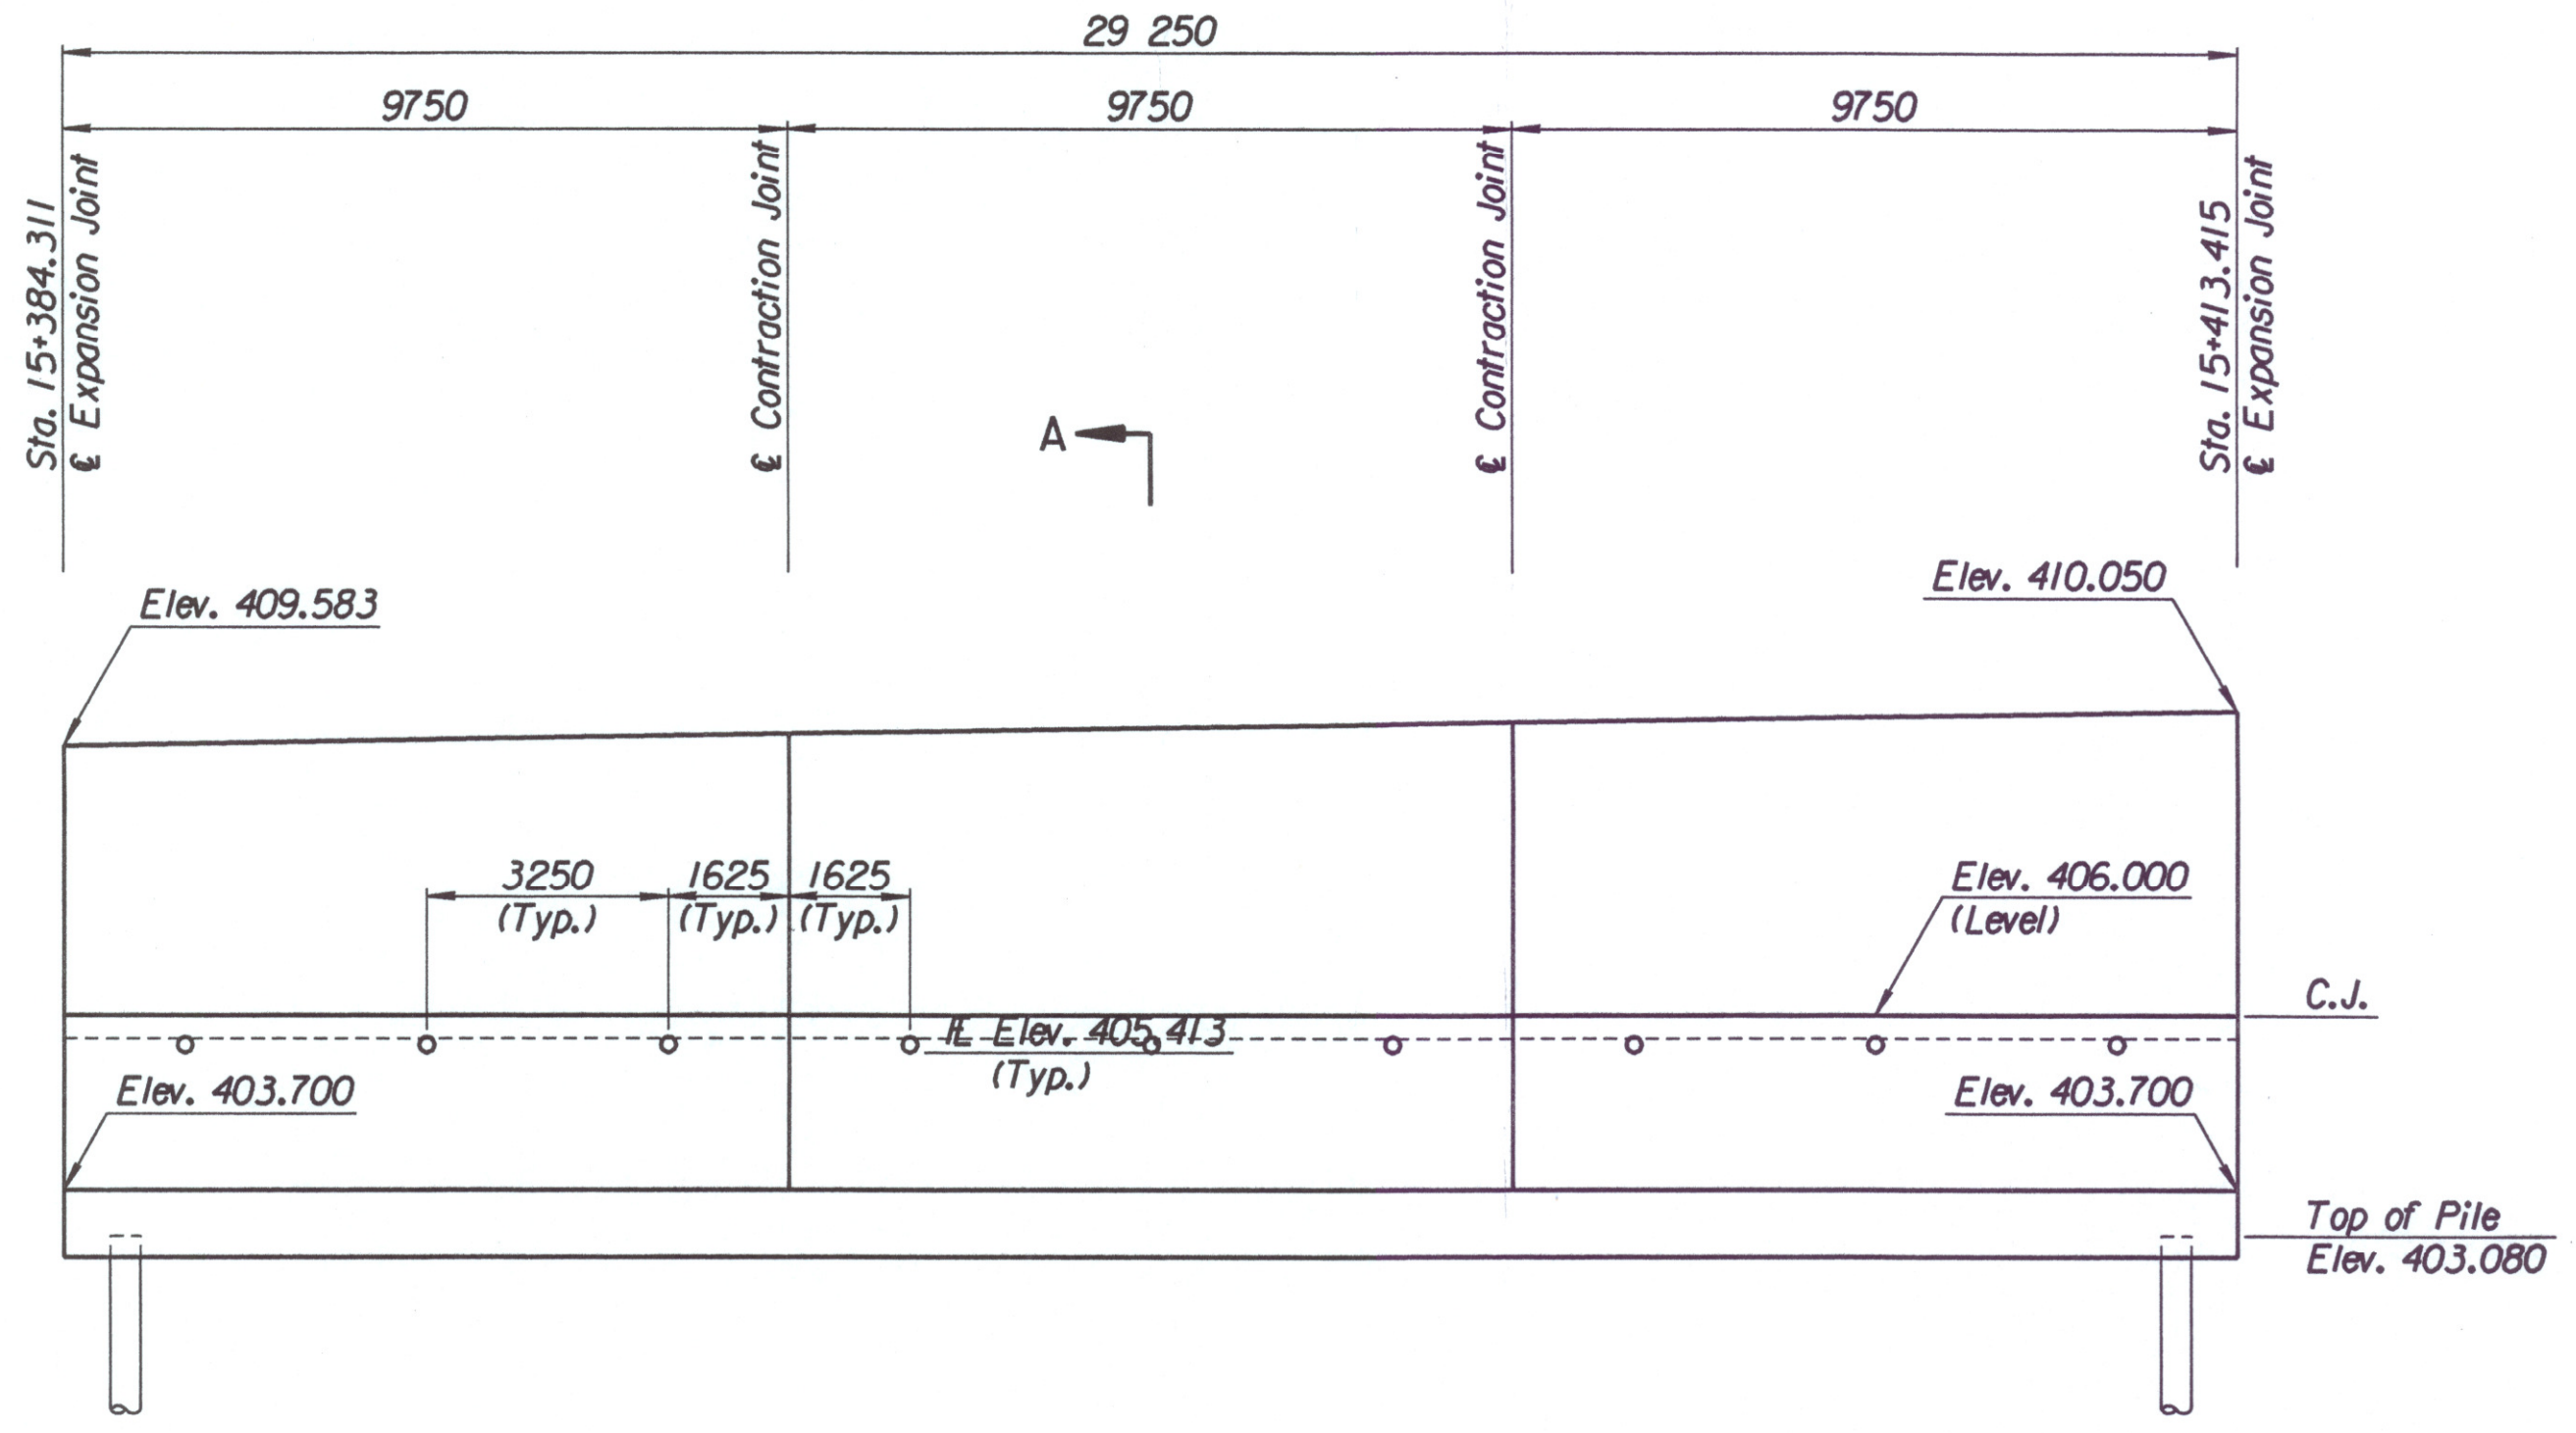 29 250
9750
9750
9750
Sta. 15+384.311
℄ Expansion Joint
℄ Contraction Joint
℄ Contraction Joint
Sta. 15+413.415
℄ Expansion Joint
A
Elev. 409.583
Elev. 410.050
3250
(Typ.)
1625
(Typ.)
1625
(Typ.)
Elev. 406.000
(Level)
C.J.
Elev. 405.413
(Typ.)
Elev. 403.700
Elev. 403.700
Top of Pile
Elev. 403.080